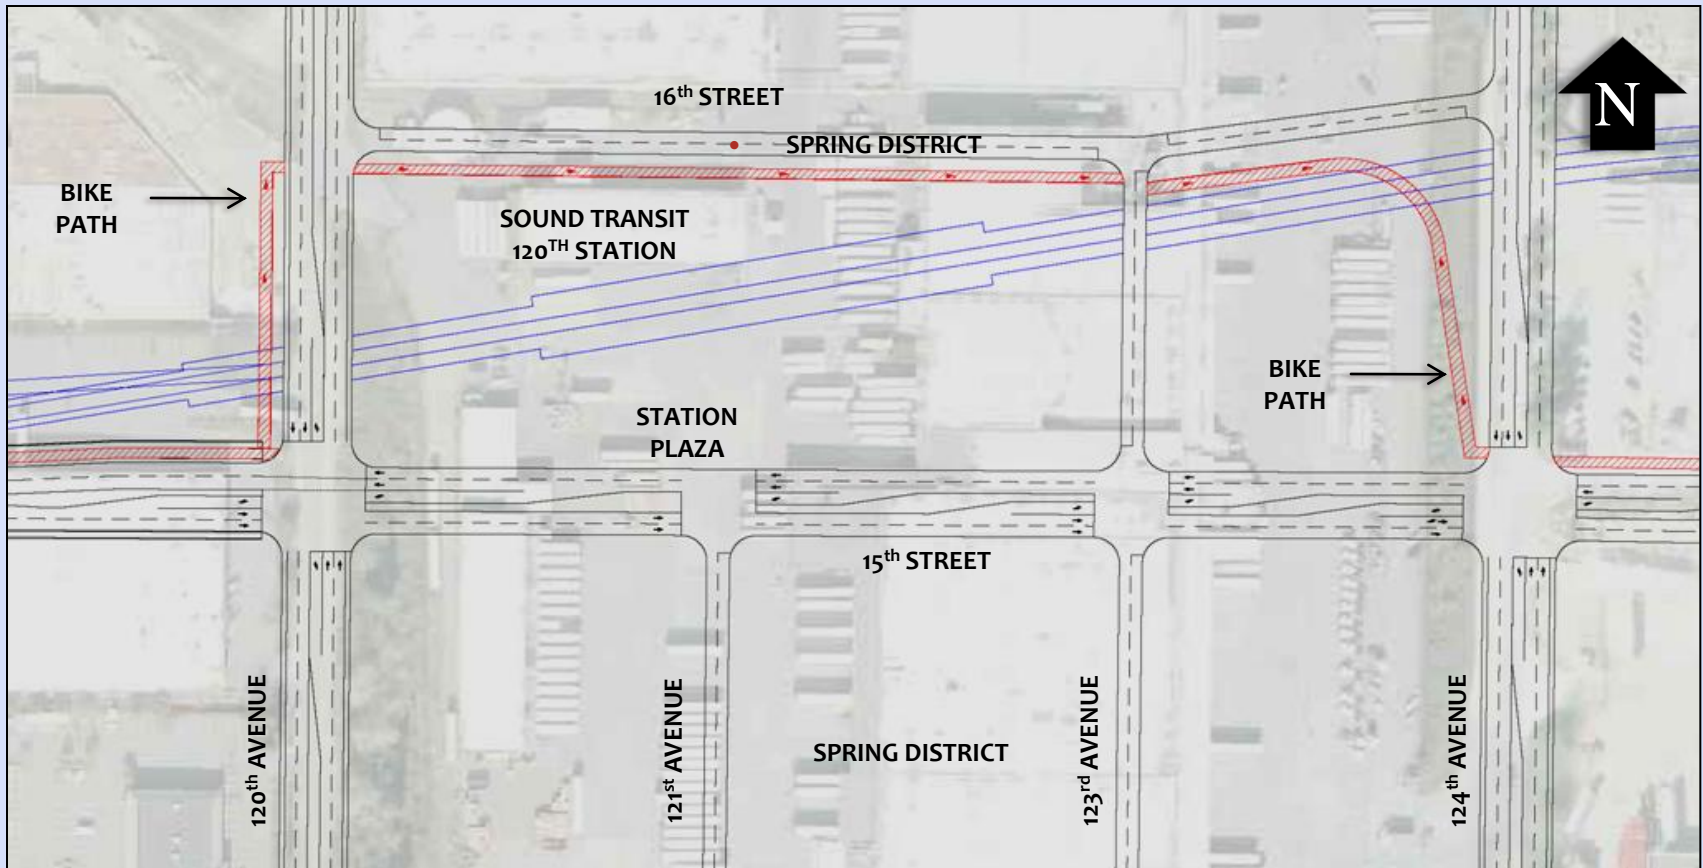 16th STREET
N
SPRING DISTRICT
BIKE
PATH
SOUND TRANSIT
120TH STATION
BIKE
PATH
STATION
PLAZA
15th STREET
120th AVENUE
121st AVENUE
123rd AVENUE
124th AVENUE
SPRING DISTRICT